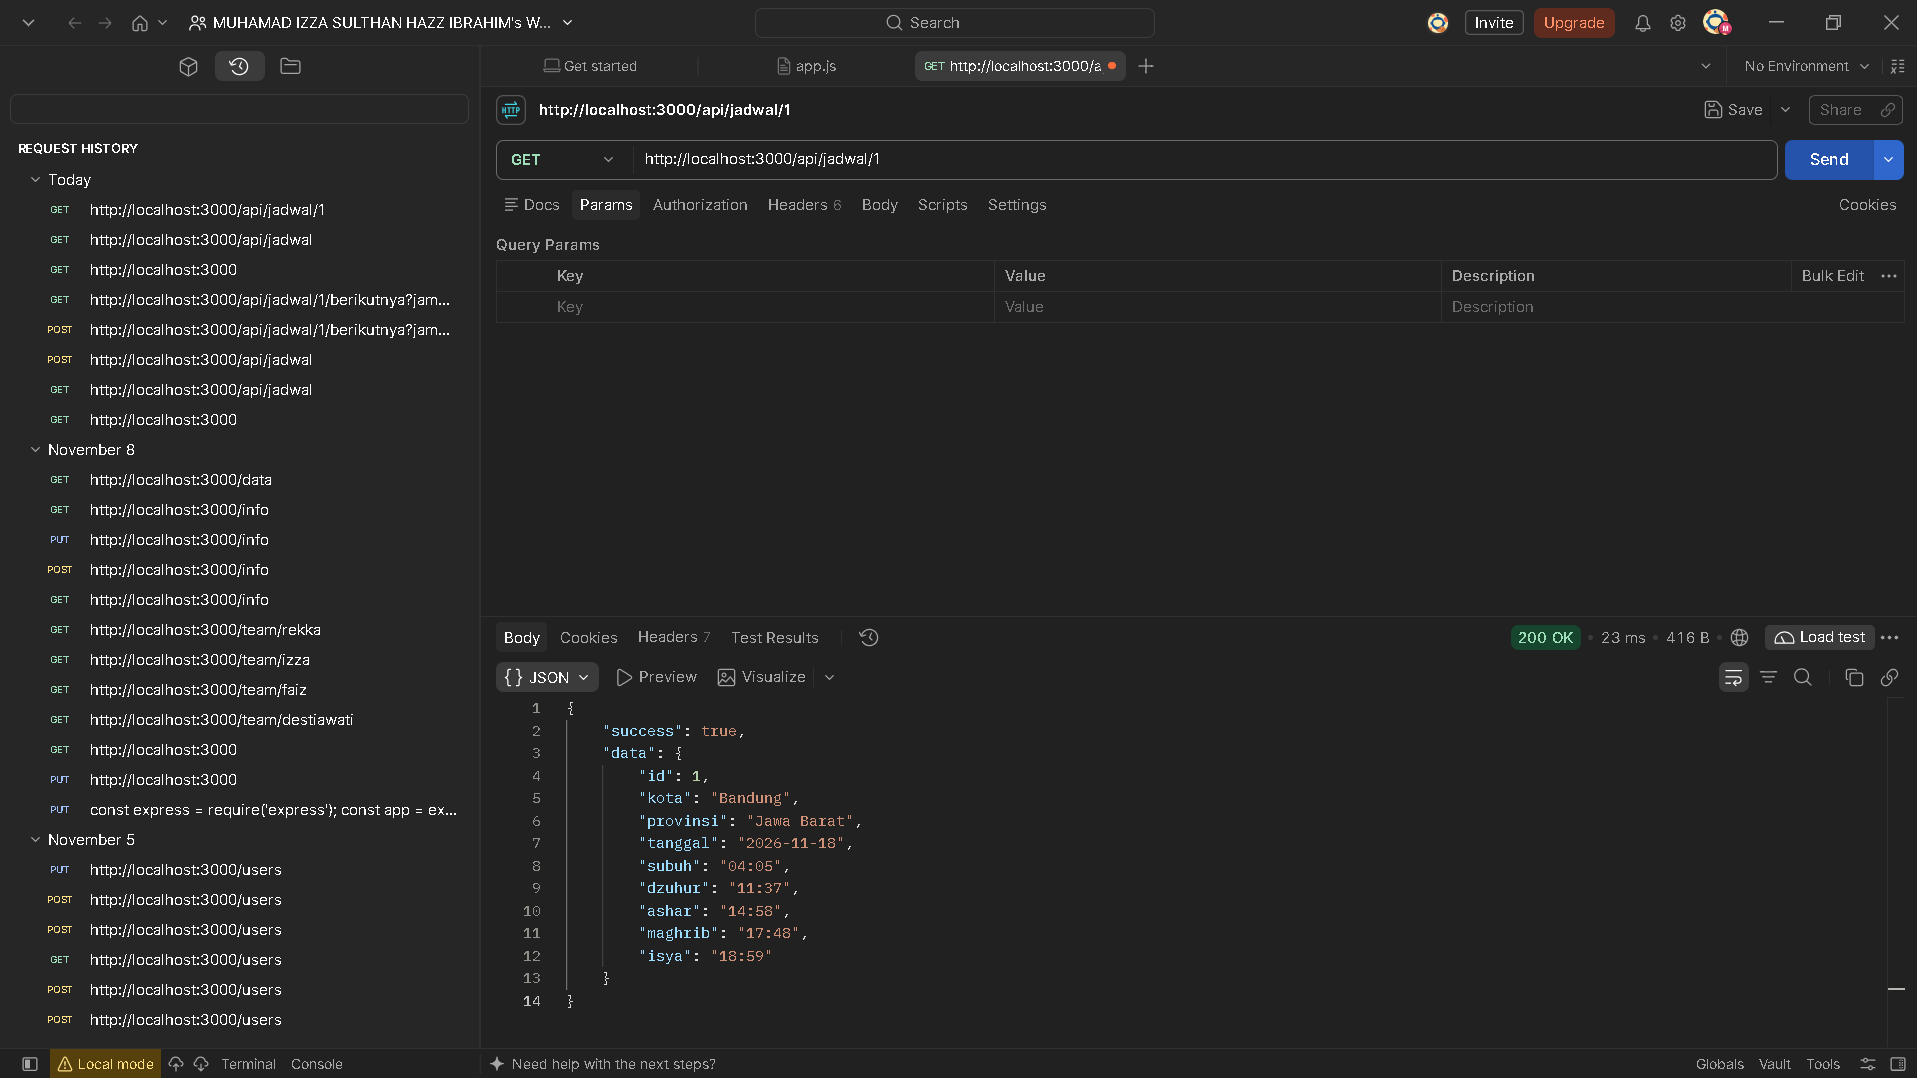 MUHAMAD IZZA SULTHAN HAZZ IBRAHIM's W...
Search
Invite
Upgrade
M
Get started
app.js
GET http://localhost:3000/a
No Environment
HTTP
http://localhost:3000/api/jadwal/1
Save
Share
REQUEST HISTORY
Today
GET http://localhost:3000/api/jadwal/1
GET http://localhost:3000/api/jadwal
GET http://localhost:3000
GET http://localhost:3000/api/jadwal/1/berikutnya?jam...
POST http://localhost:3000/api/jadwal/1/berikutnya?jam...
POST http://localhost:3000/api/jadwal
GET http://localhost:3000/api/jadwal
GET http://localhost:3000
November 8
GET http://localhost:3000/data
GET http://localhost:3000/info
PUT http://localhost:3000/info
POST http://localhost:3000/info
GET http://localhost:3000/info
GET http://localhost:3000/team/rekka
GET http://localhost:3000/team/izza
GET http://localhost:3000/team/faiz
GET http://localhost:3000/team/destiawati
GET http://localhost:3000
PUT http://localhost:3000
PUT const express = require('express'); const app = ex...
November 5
PUT http://localhost:3000/users
POST http://localhost:3000/users
POST http://localhost:3000/users
GET http://localhost:3000/users
POST http://localhost:3000/users
POST http://localhost:3000/users
GET
http://localhost:3000/api/jadwal/1
Send
Docs Params Authorization Headers 6 Body Scripts Settings
Cookies
Query Params
Key Value Description Bulk Edit
Key Value Description
Body Cookies Headers 7 Test Results
200 OK • 23 ms • 416 B
Load test
{} JSON Preview Visualize
1 {
2 "success": true,
3 "data": {
4 "id": 1,
5 "kota": "Bandung",
6 "provinsi": "Jawa Barat",
7 "tanggal": "2026-11-18",
8 "subuh": "04:05",
9 "dzuhur": "11:37",
10 "ashar": "14:58",
11 "maghrib": "17:48",
12 "isya": "18:59"
13 }
14 }
Local mode
Terminal
Console
Need help with the next steps?
Globals
Vault
Tools